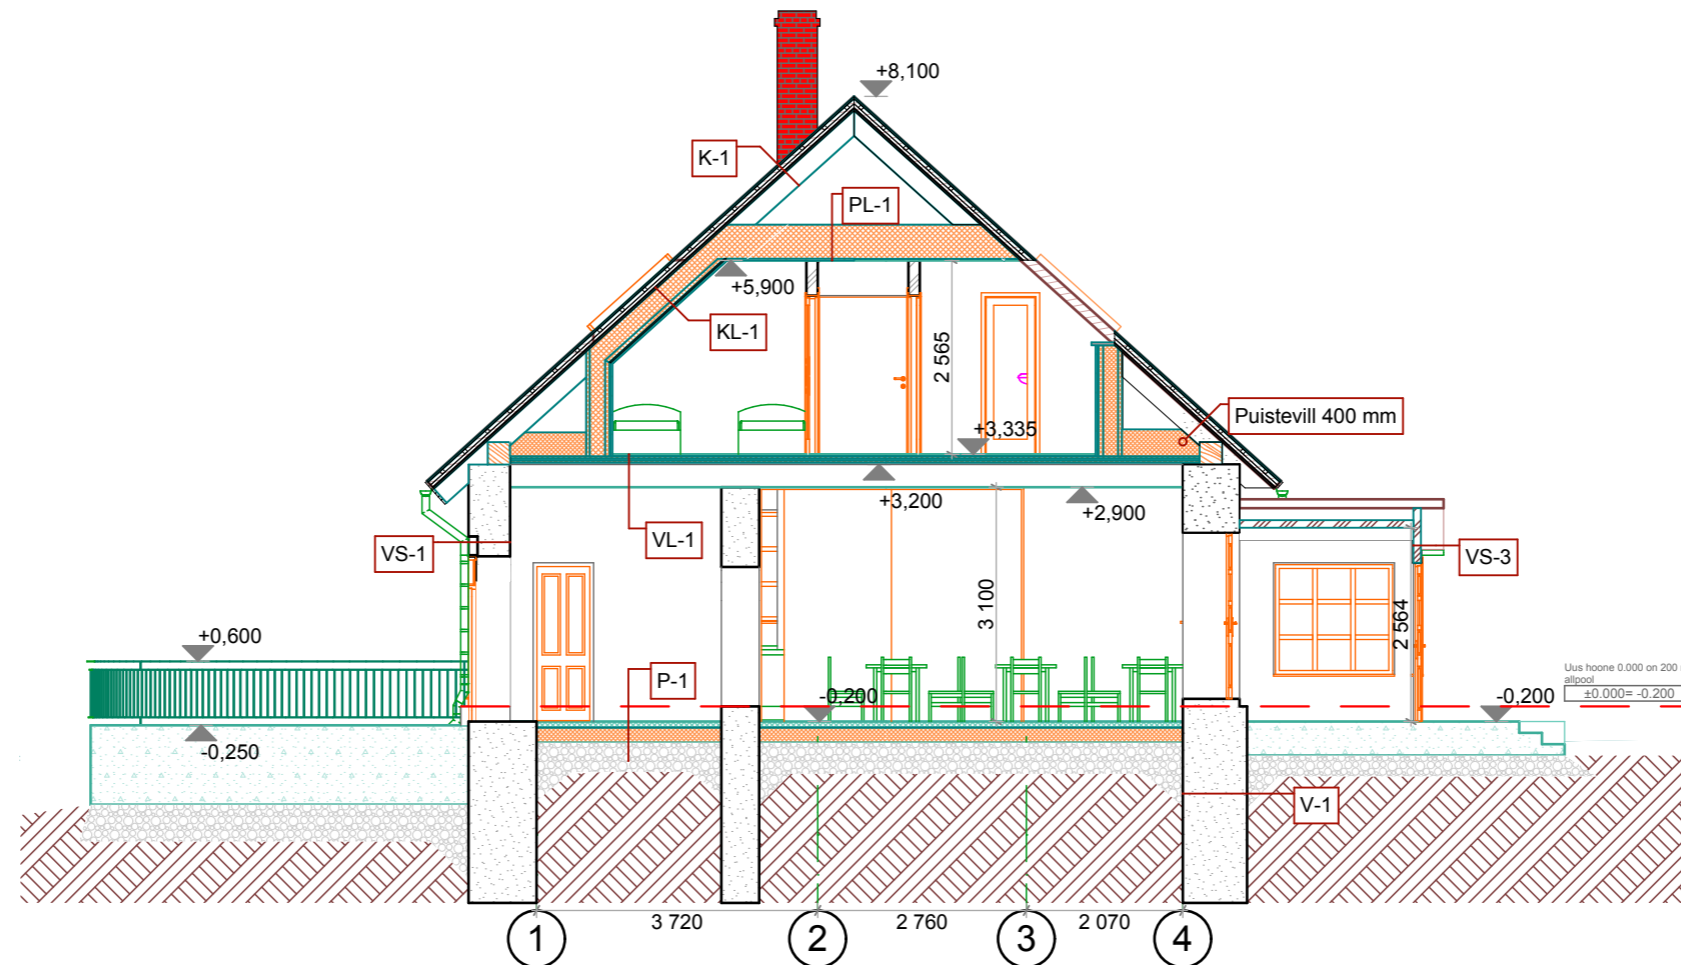 +8,100
K-1
PL-1
+5,900
KL-1
2 565
Puistevill 400 mm
+3,335
+3,200
+2,900
VS-1
VL-1
VS-3
3 100
2 564
+0,600
P-1
-0,200
Uus hoone 0.000 on 200
allpool
±0.000= -0.200
-0,200
-0,250
V-1
3 720
2 760
2 070
1
2
3
4